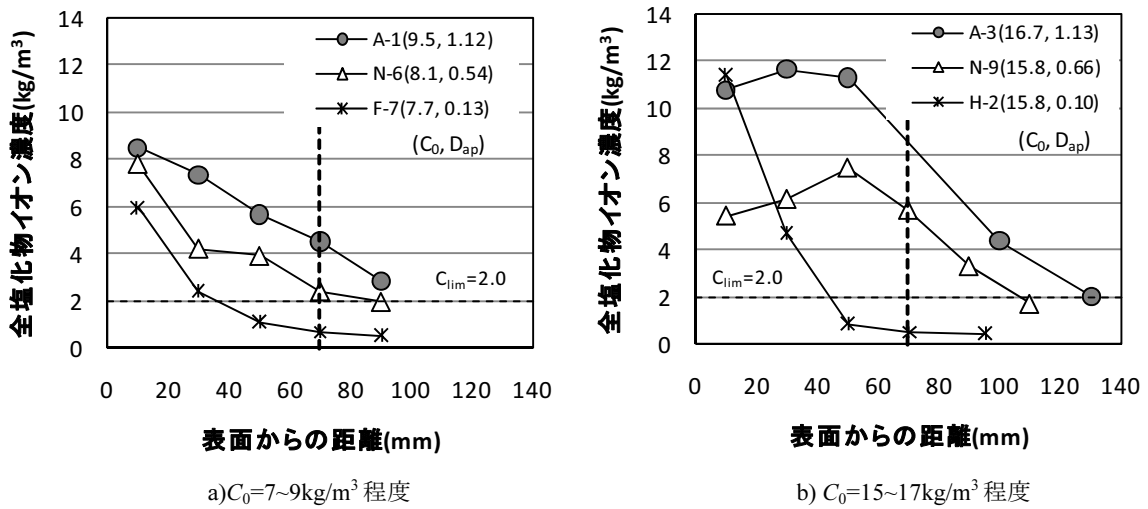 全塩化物イオン濃度(kg/m³)
14
12
10
8
6
4
2
0
A-1(9.5, 1.12)
N-6(8.1, 0.54)
F-7(7.7, 0.13)
(C₀, Dap)
Clim=2.0
0 20 40 60 80 100 120 140
表面からの距離(mm)
a)C₀=7~9kg/m³ 程度
全塩化物イオン濃度(kg/m³)
14
12
10
8
6
4
2
0
A-3(16.7, 1.13)
N-9(15.8, 0.66)
H-2(15.8, 0.10)
(C₀, Dap)
Clim=2.0
0 20 40 60 80 100 120 140
表面からの距離(mm)
b) C₀=15~17kg/m³ 程度